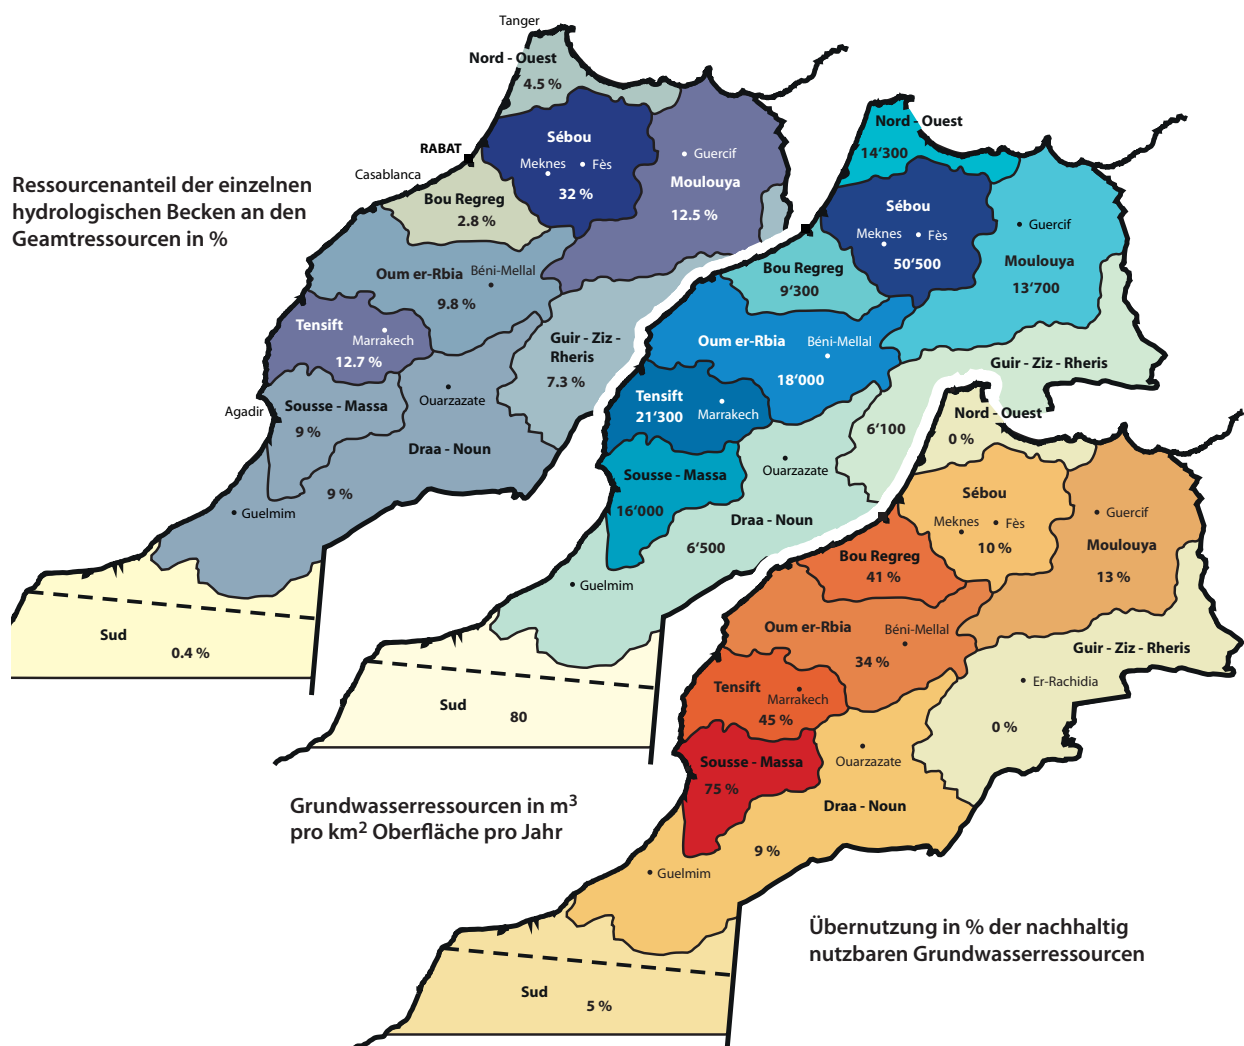 Tanger
Nord - Ouest
4.5 %
Sébou
RABAT
Meknes
Fès
Guercif
Casablanca
32 %
Moulouya
12.5 %
Bou Regreg
2.8 %
Ressourcenanteil der einzelnen
hydrologischen Becken an den
Geamtressourcen in %
Oum er-Rbia
Béni-Mellal
9.8 %
Tensift
Marrakech
12.7 %
Guir - Ziz -
Rheris
7.3 %
Agadir
Sousse - Massa
9 %
Ouarzazate
Draa - Noun
9 %
Guelmim
Sud
0.4 %
Nord - Ouest
14‘300
Sébou
Meknes
Fès
50‘500
Guercif
Moulouya
13‘700
Bou Regreg
9‘300
Oum er-Rbia
Béni-Mellal
18‘000
Guir - Ziz - Rheris
6‘100
Tensift
21‘300
Marrakech
Sousse - Massa
16‘000
Ouarzazate
Draa - Noun
6‘500
Guelmim
Sud
80
Grundwasserressourcen in m³
pro km² Oberfläche pro Jahr
Nord - Ouest
0 %
Sébou
Meknes
Fès
10 %
Guercif
Moulouya
13 %
Bou Regreg
41 %
Oum er-Rbia
Béni-Mellal
34 %
Guir - Ziz - Rheris
Er-Rachidia
0 %
Tensift
Marrakech
45 %
Sousse - Massa
75 %
Ouarzazate
Draa - Noun
9 %
Guelmim
Sud
5 %
Übernutzung in % der nachhaltig
nutzbaren Grundwasserressourcen